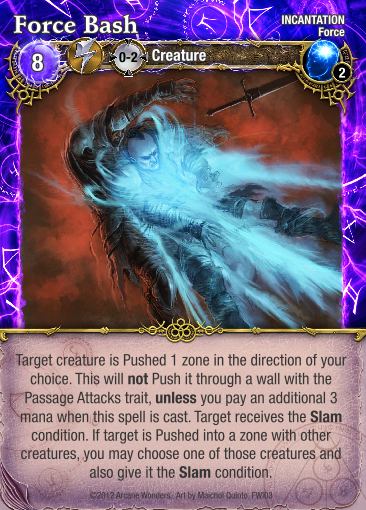 Force Bash
INCANTATION
Force
8
0-2
Creature
2
Target creature is Pushed 1 zone in the direction of your
choice. This will not Push it through a wall with the
Passage Attacks trait, unless you pay an additional 3
mana when this spell is cast. Target receives the Slam
condition. If target is Pushed into a zone with other
creatures, you may choose one of those creatures and
also give it the Slam condition.
©2012 Arcane Wonders. Art by Maichol Quinto. FWI03